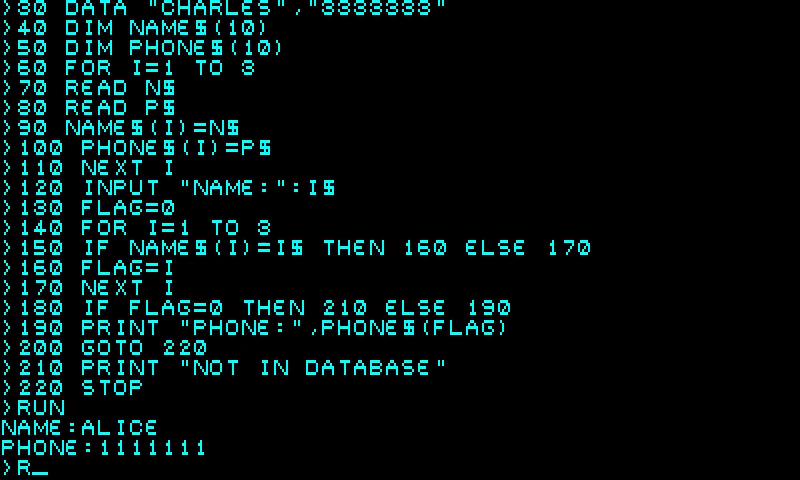 >30 DATA "CHARLES","3333333"
>40 DIM NAME$(10)
>50 DIM PHONE$(10)
>60 FOR I=1 TO 3
>70 READ N$
>80 READ P$
>90 NAME$(I)=N$
>100 PHONE$(I)=P$
>110 NEXT I
>120 INPUT "NAME:":I$
>130 FLAG=0
>140 FOR I=1 TO 3
>150 IF NAME$(I)=I$ THEN 160 ELSE 170
>160 FLAG=I
>170 NEXT I
>180 IF FLAG=0 THEN 210 ELSE 190
>190 PRINT "PHONE:",PHONE$(FLAG)
>200 GOTO 220
>210 PRINT "NOT IN DATABASE"
>220 STOP
>RUN
NAME:ALICE
PHONE:1111111
>R_